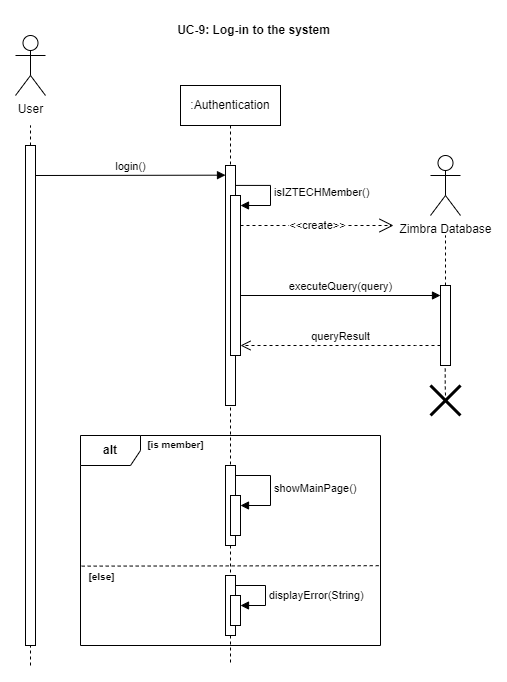 UC-9: Log-in to the system
User
:Authentication
login()
isIZTECHMember()
<<create>>
Zimbra Database
executeQuery(query)
queryResult
alt
[is member]
showMainPage()
[else]
displayError(String)